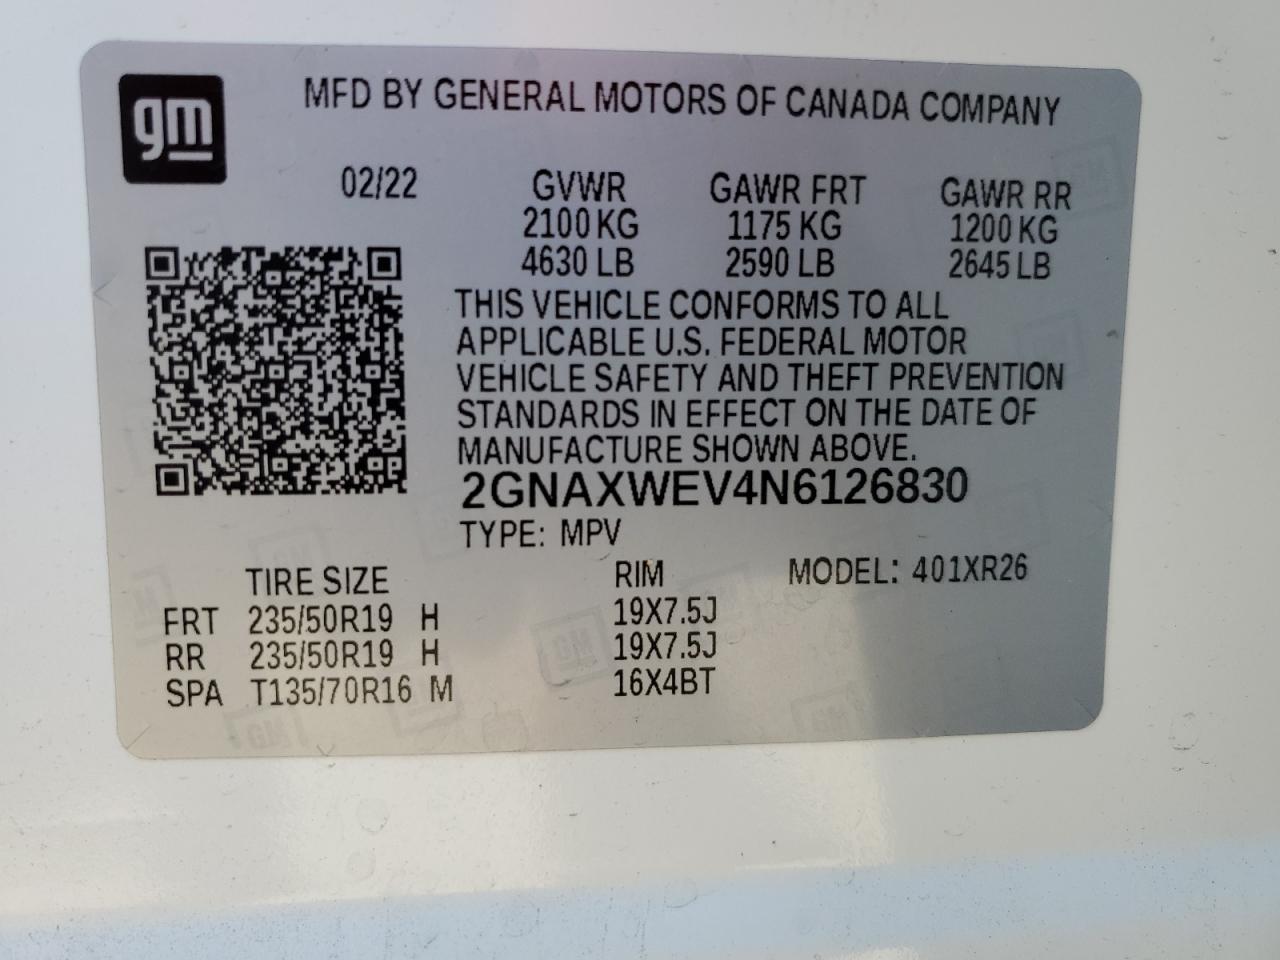 gm
MFD BY GENERAL MOTORS OF CANADA COMPANY
02/22 GVWR GAWR FRT GAWR RR
2100 KG 1175 KG 1200 KG
4630 LB 2590 LB 2645 LB
THIS VEHICLE CONFORMS TO ALL
APPLICABLE U.S. FEDERAL MOTOR
VEHICLE SAFETY AND THEFT PREVENTION
STANDARDS IN EFFECT ON THE DATE OF
MANUFACTURE SHOWN ABOVE.
2GNAXWEV4N6126830
TYPE: MPV
TIRE SIZE RIM MODEL: 401XR26
FRT 235/50R19 H 19X7.5J
RR 235/50R19 H 19X7.5J
SPA T135/70R16 M 16X4BT